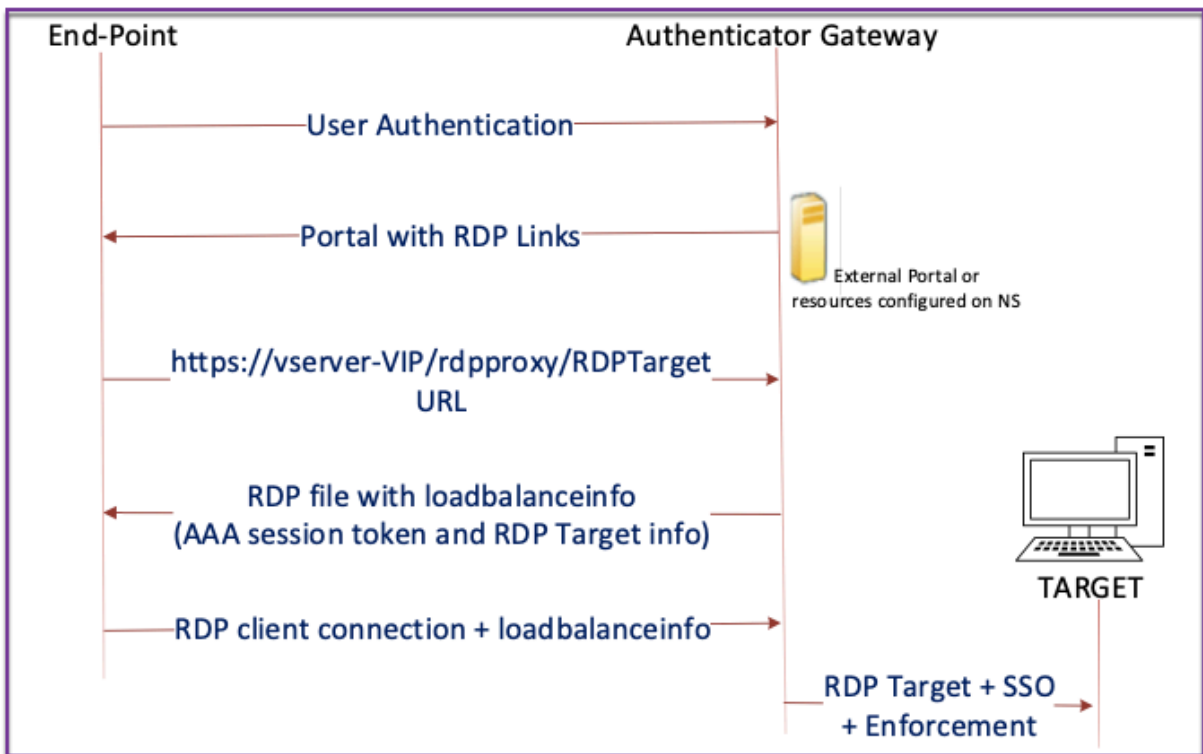 End-Point
Authenticator Gateway
User Authentication
Portal with RDP Links
External Portal or
resources configured on NS
https://vserver-VIP/rdpproxy/RDPTarget
URL
RDP file with loadbalanceinfo
(AAA session token and RDP Target info)
TARGET
RDP client connection + loadbalanceinfo
RDP Target + SSO
+ Enforcement